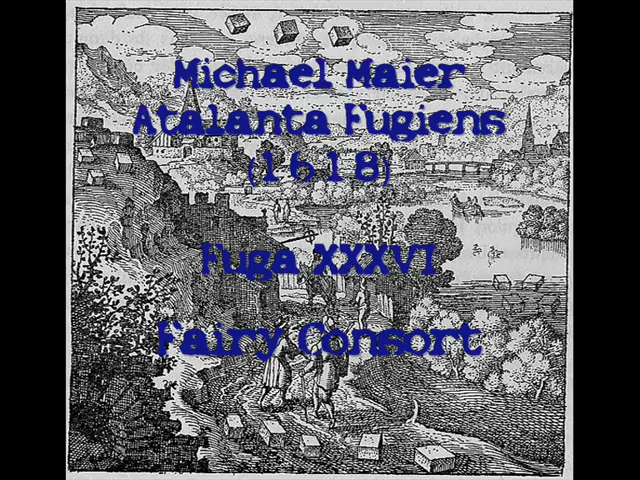 Michael Maier
Atalanta Fugiens
(1618)
Fuga XXXVI
Fairy Consort